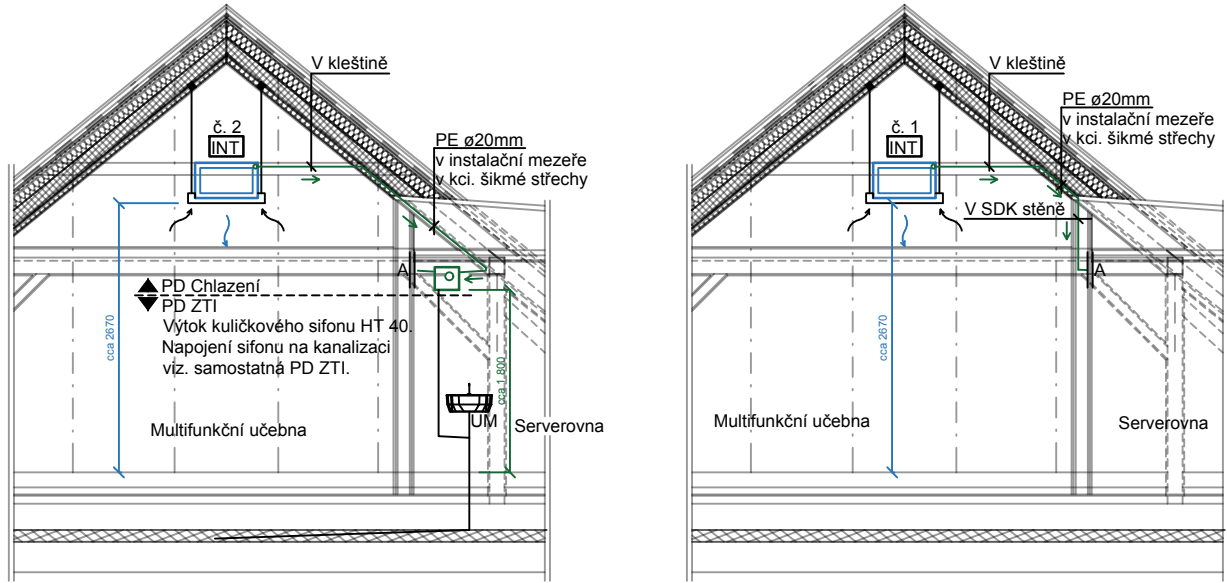 V kleštině
č. 2
INT
PE ø20mm
v instalační mezeře
v kci. šikmé střechy
A
PD Chlazení
PD ZTI
Výtok kuličkového sifonu HT 40.
Napojení sifonu na kanalizaci
viz. samostatná PD ZTI.
cca 2670
cca 1 800
UM
Multifunkční učebna
Serverovna
V kleštině
č. 1
INT
PE ø20mm
v instalační mezeře
v kci. šikmé střechy
V SDK stěně
A
cca 2670
Multifunkční učebna
Serverovna